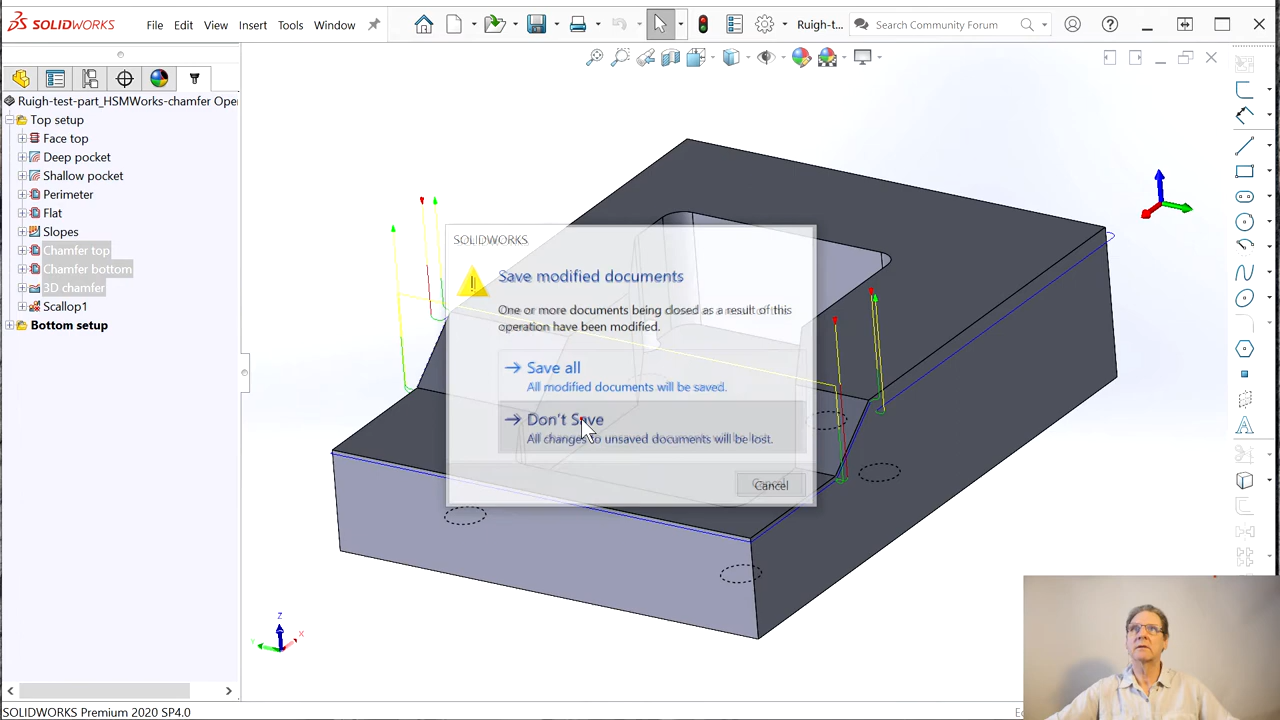 SOLIDWORKS File Edit View Insert Tools Window Ruigh-t... Search Community Forum
Ruigh-test-part_HSMWorks-chamfer Ope
Top setup
Face top
Deep pocket
Shallow pocket
Perimeter
Flat
Slopes
Chamfer top
Chamfer bottom
3D chamfer
Scallop1
Bottom setup
SOLIDWORKS
Save modified documents
One or more documents being closed as a result of this
operation have been modified.
Save all
All modified documents will be saved.
Don't Save
All changes to unsaved documents will be lost.
Cancel
Z
X
SOLIDWORKS Premium 2020 SP4.0